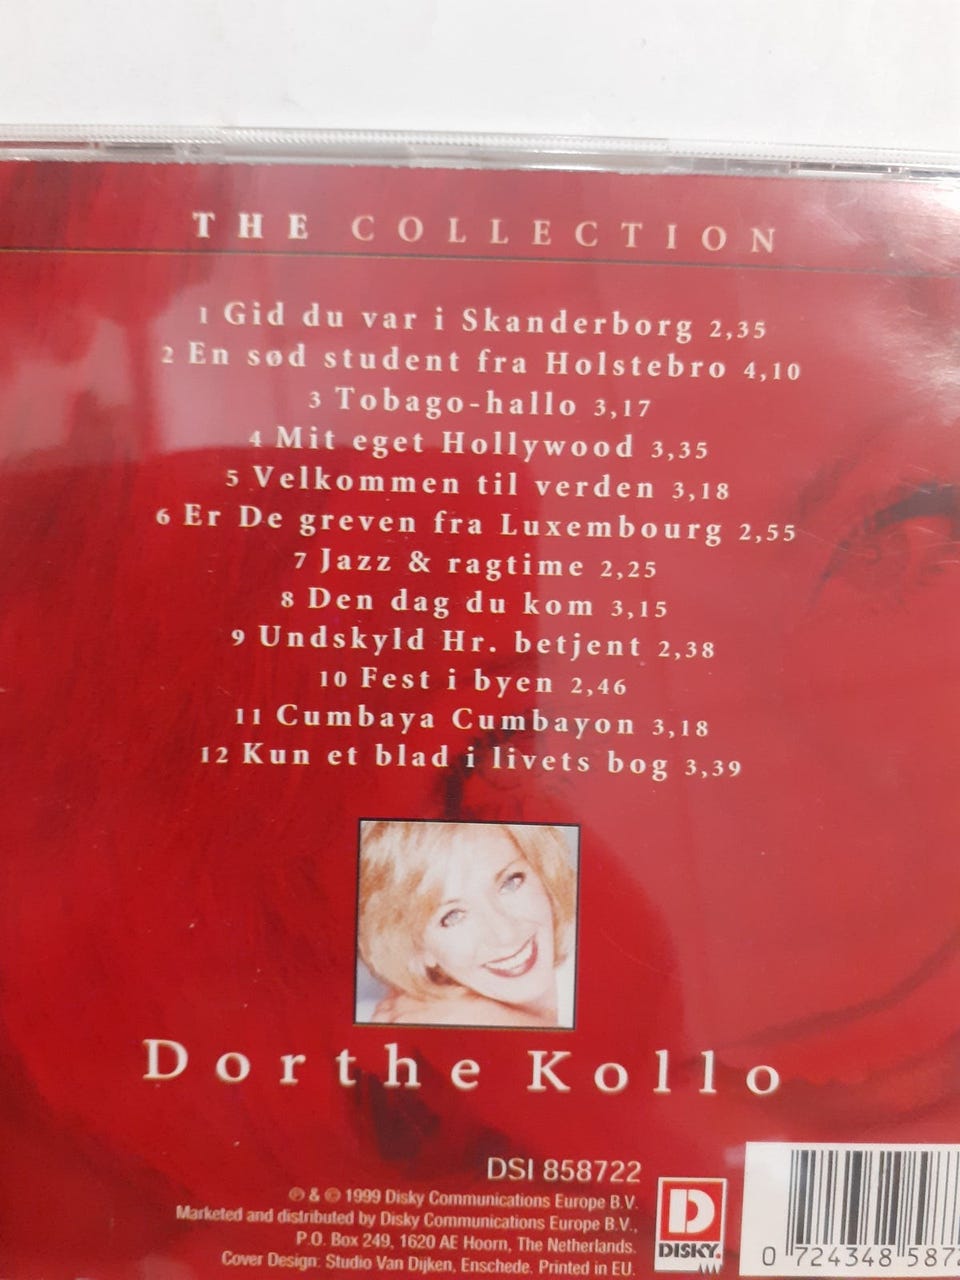 THE COLLECTION
1 Gid du var i Skanderborg 2,35
2 En sød student fra Holstebro 4,10
3 Tobago-hallo 3,17
4 Mit eget Hollywood 3,35
5 Velkommen til verden 3,18
6 Er De greven fra Luxembourg 2,55
7 Jazz & ragtime 2,25
8 Den dag du kom 3,15
9 Undskyld Hr. betjent 2,38
10 Fest i byen 2,46
11 Cumbaya Cumbayon 3,18
12 Kun et blad i livets bog 3,39
Dorthe Kollo
DSI 858722
℗ & © 1999 Disky Communications Europe B.V.
Marketed and distributed by Disky Communications Europe B.V.,
P.O. Box 249, 1620 AE Hoorn, The Netherlands.
Cover Design: Studio Van Dijken, Enschede. Printed in EU.
D
DISKY.
0 724348 5872